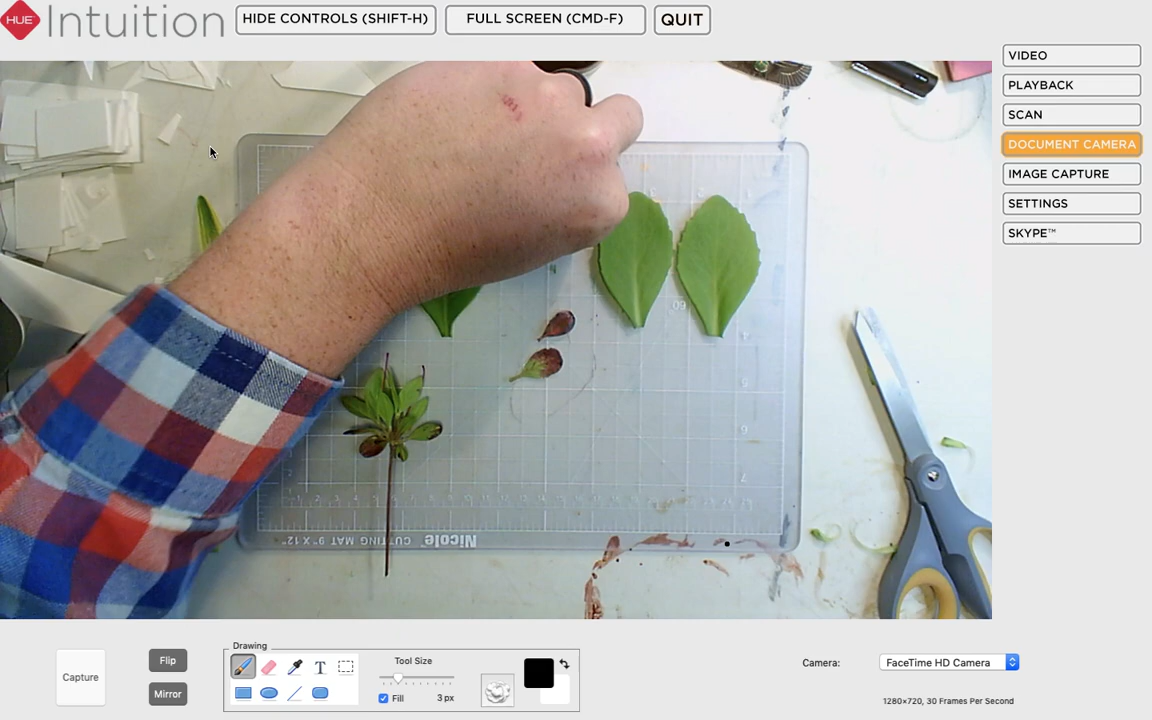 HUE Intuition
HIDE CONTROLS (SHIFT-H)
FULL SCREEN (CMD-F)
QUIT
VIDEO
PLAYBACK
SCAN
DOCUMENT CAMERA
IMAGE CAPTURE
SETTINGS
SKYPE™
Nicole®
CUTTING MAT 9" X 12"
Capture
Flip
Mirror
Drawing
T
Tool Size
Fill
3 px
Camera:
FaceTime HD Camera
1280×720, 30 Frames Per Second